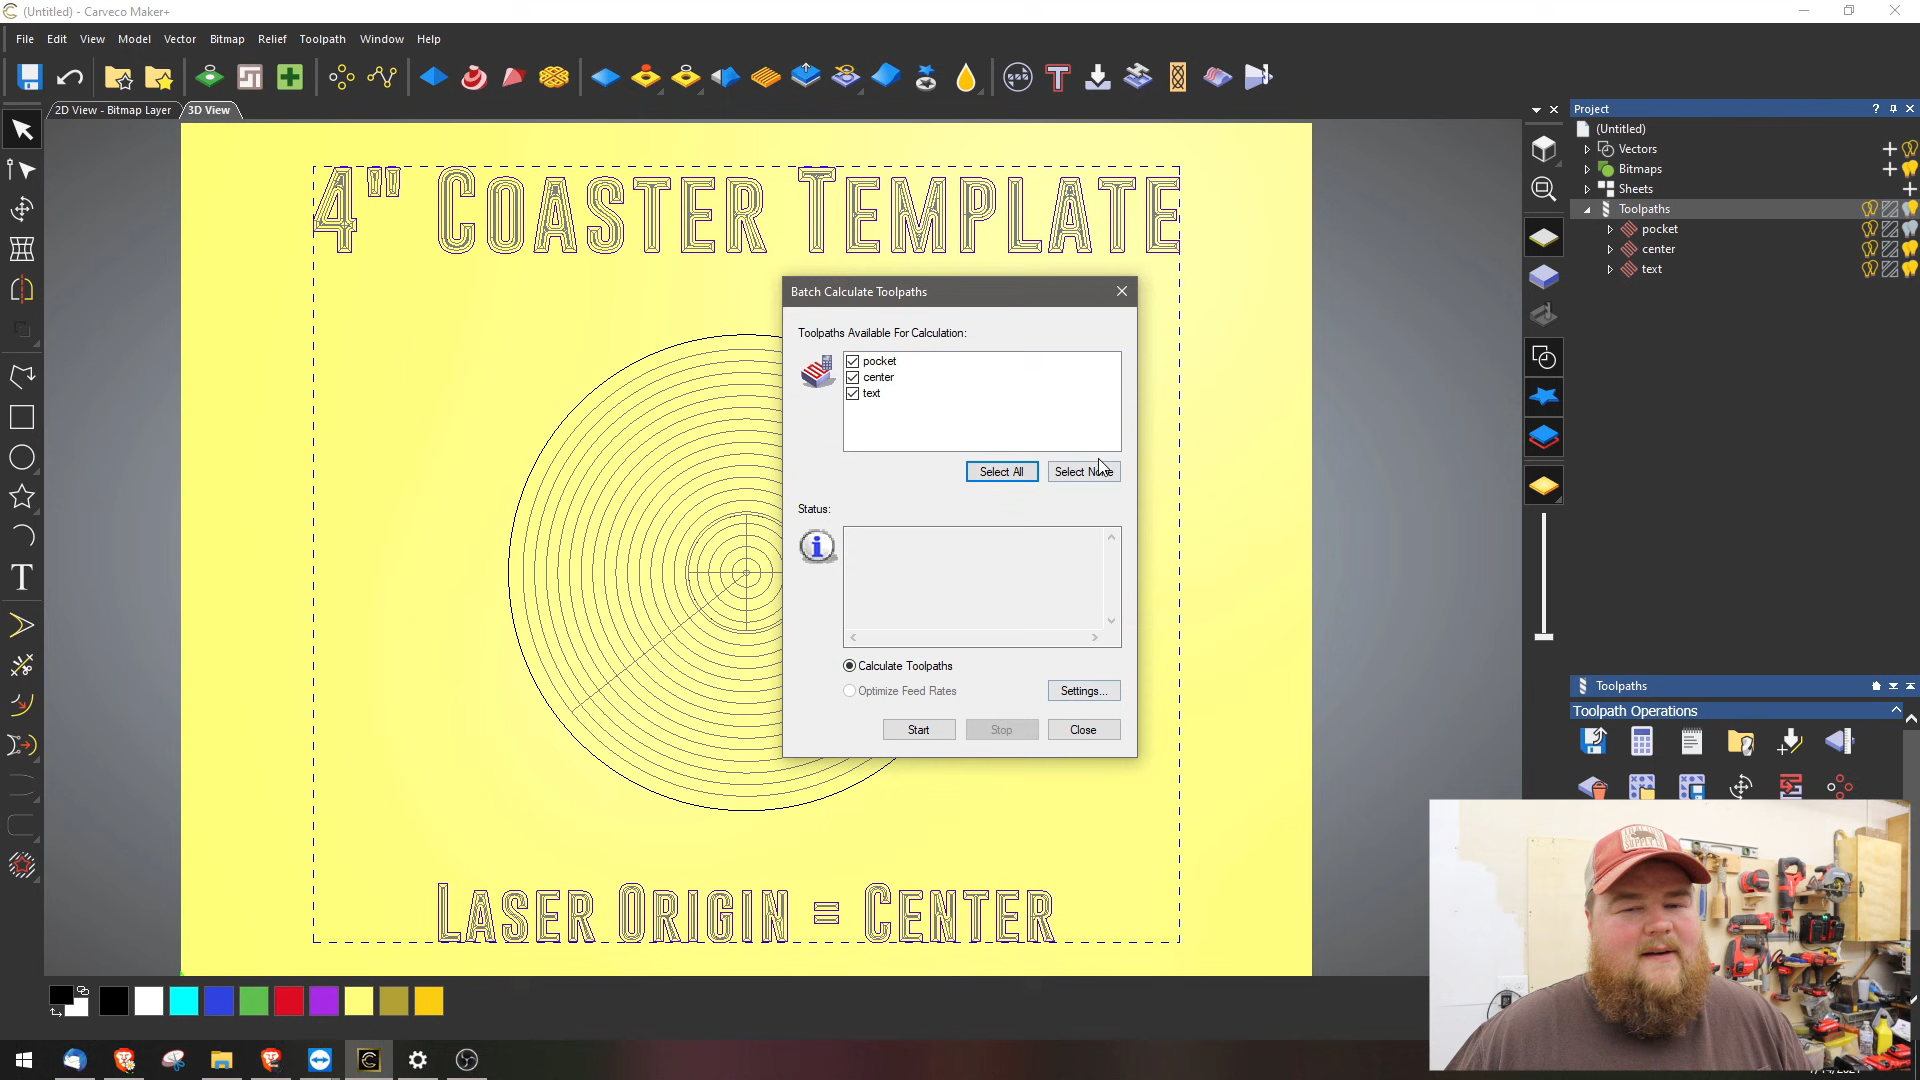 (Untitled) - Carveco Maker+
File Edit View Model Vector Bitmap Relief Toolpath Window Help
2D View - Bitmap Layer 3D View
4" COASTER TEMPLATE
LASER ORIGIN = CENTER
Batch Calculate Toolpaths
Toolpaths Available For Calculation:
pocket
center
text
Select All Select None
Status:
Calculate Toolpaths
Optimize Feed Rates Settings...
Start Stop Close
Project
(Untitled)
Vectors
Bitmaps
Sheets
Toolpaths
pocket
center
text
Toolpaths
Toolpath Operations